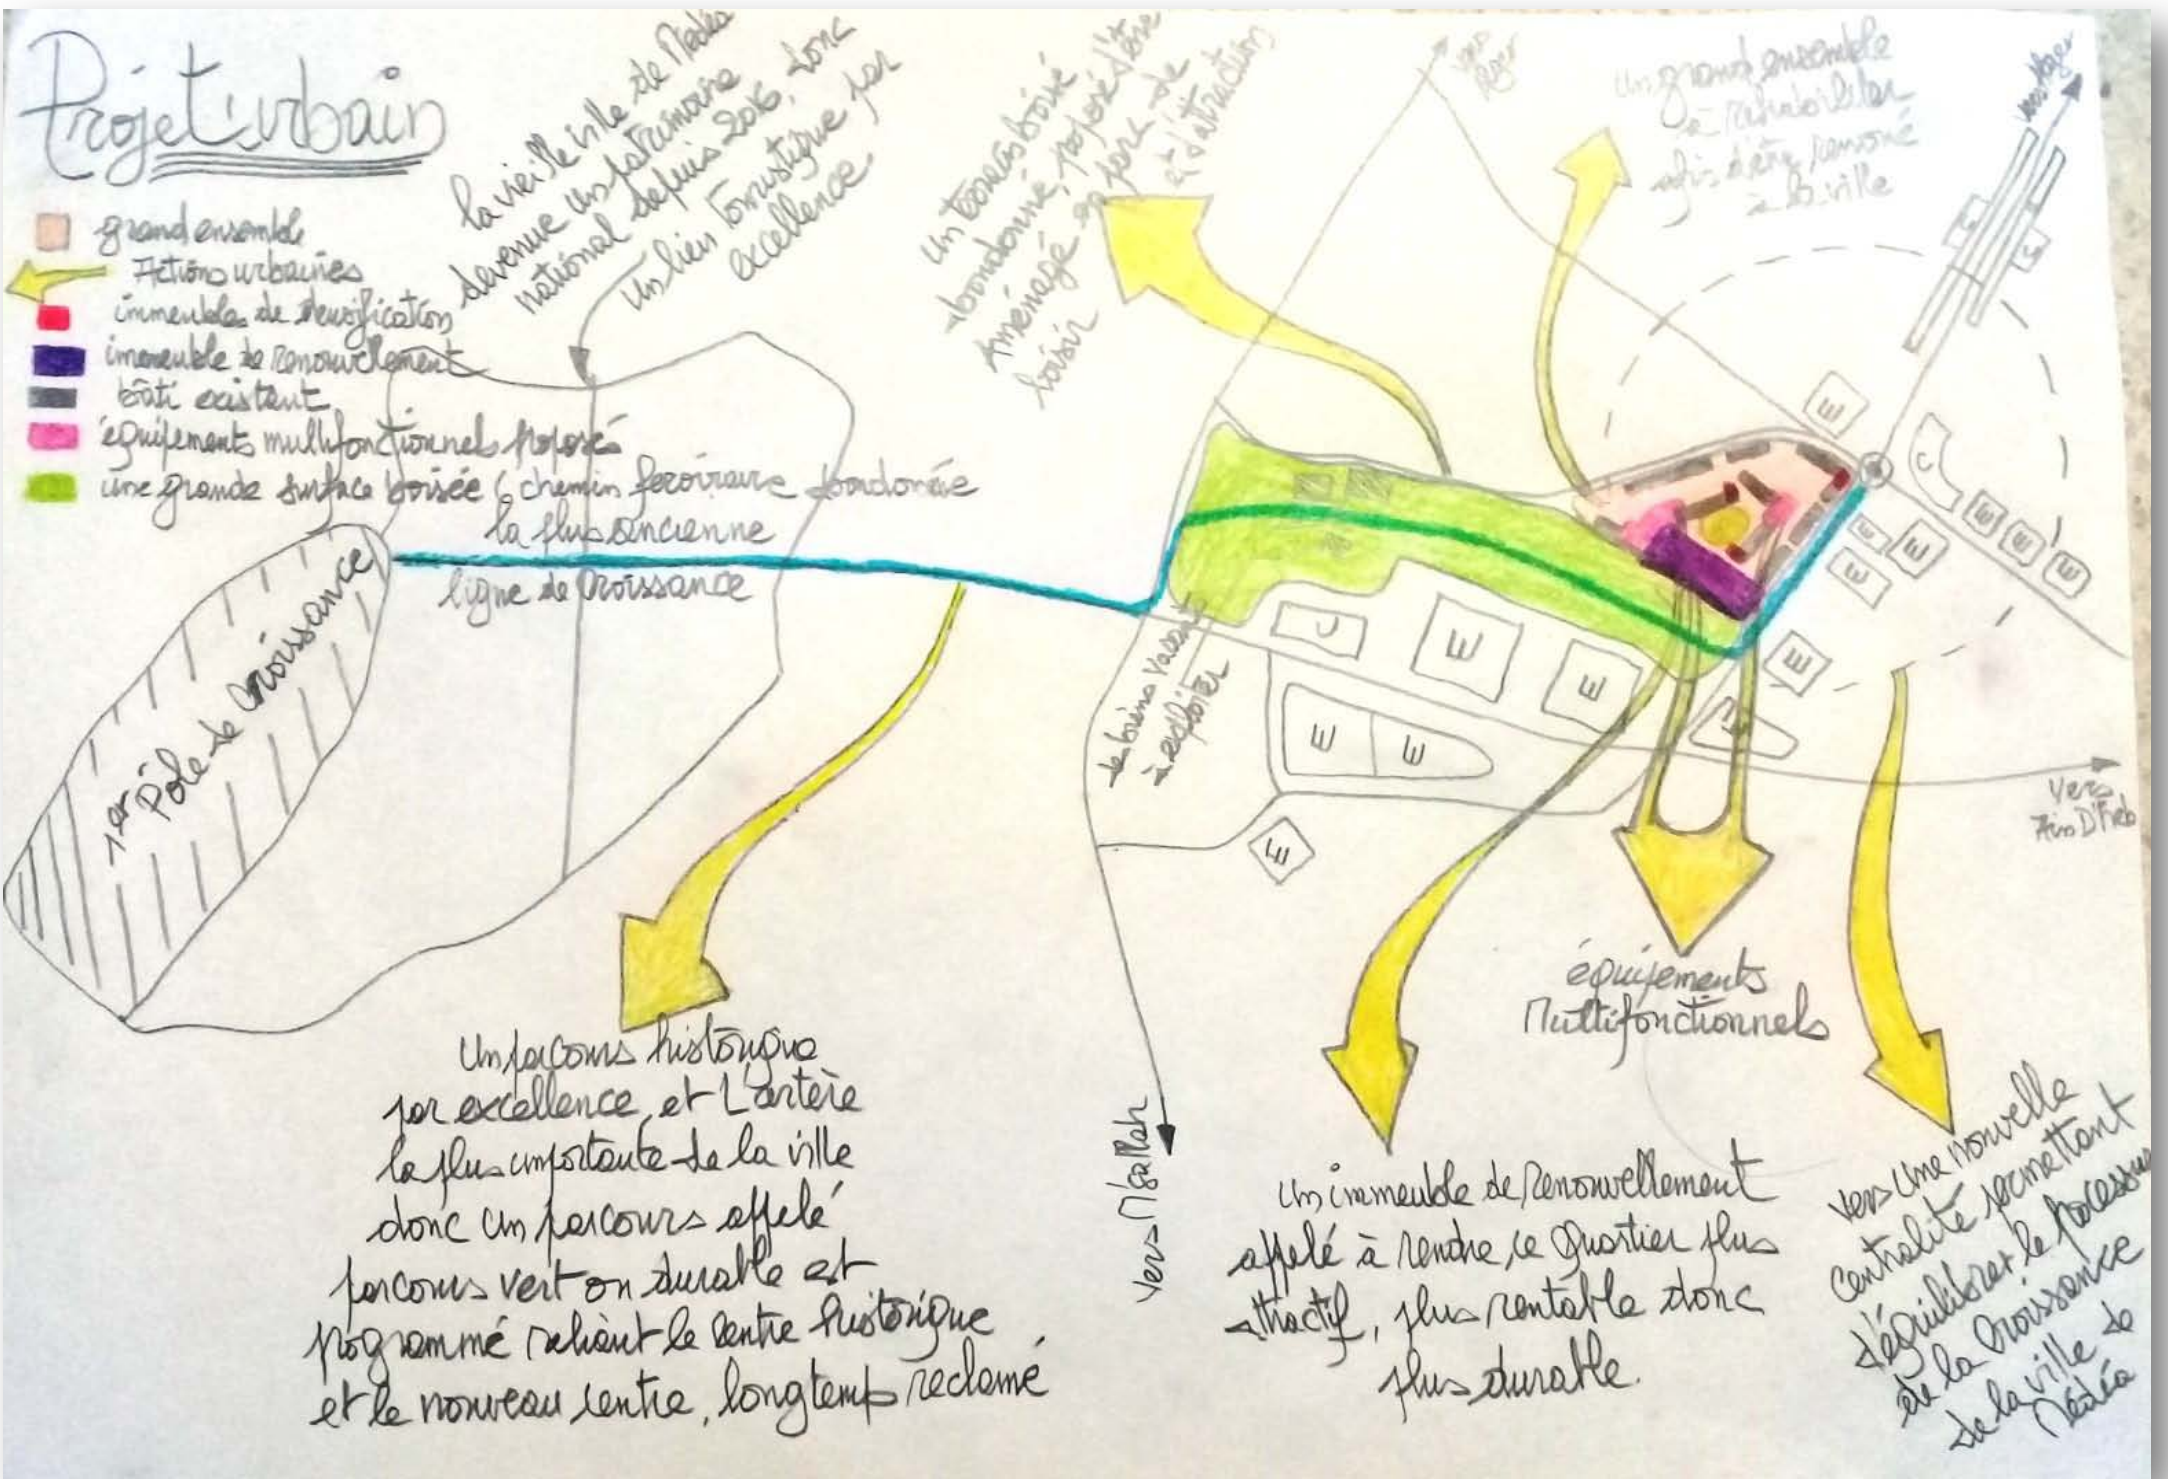 Projet urbain
grand ensemble
Actions urbaines
immeubles de densification
immeuble de renouvellement
bâti existant
équipements multifonctionnels proposés
une grande surface boisée ( chemin ferroviaire abandonnée
la vieille ville de Médéa
devenue un patrimoine
national depuis 2016, donc
un lieu touristique par
excellence.
un terrain boisé
abandonné, proposé d'être
Aménagé en parc de
loisir et d'attraction
vers Alger
un grand ensemble
à réhabiliter
afin d'être renoué
à la ville
vers Alger
la plus ancienne
ligne de croissance
1er Pôle de croissance
à exploiter
C
E
E
E
E
E
E
E
E
E
E
E
C
E
E
E
C
C
Vers
Ain D'heb
équipements
Multifonctionnels
Un parcours historique
par excellence, et L'artère
la plus importante de la ville
donc un parcours appelé
parcours vert ou durable est
programmé reliant le centre historique
et le nouveau centre, longtemps réclamé
vers M'sallah
un immeuble de renouvellement
appelé à rendre ce quartier plus
attractif, plus rentable donc
plus durable.
vers une nouvelle
centralité permettant
d'équilibrer le processus
de la croissance
de la ville de
Médéa